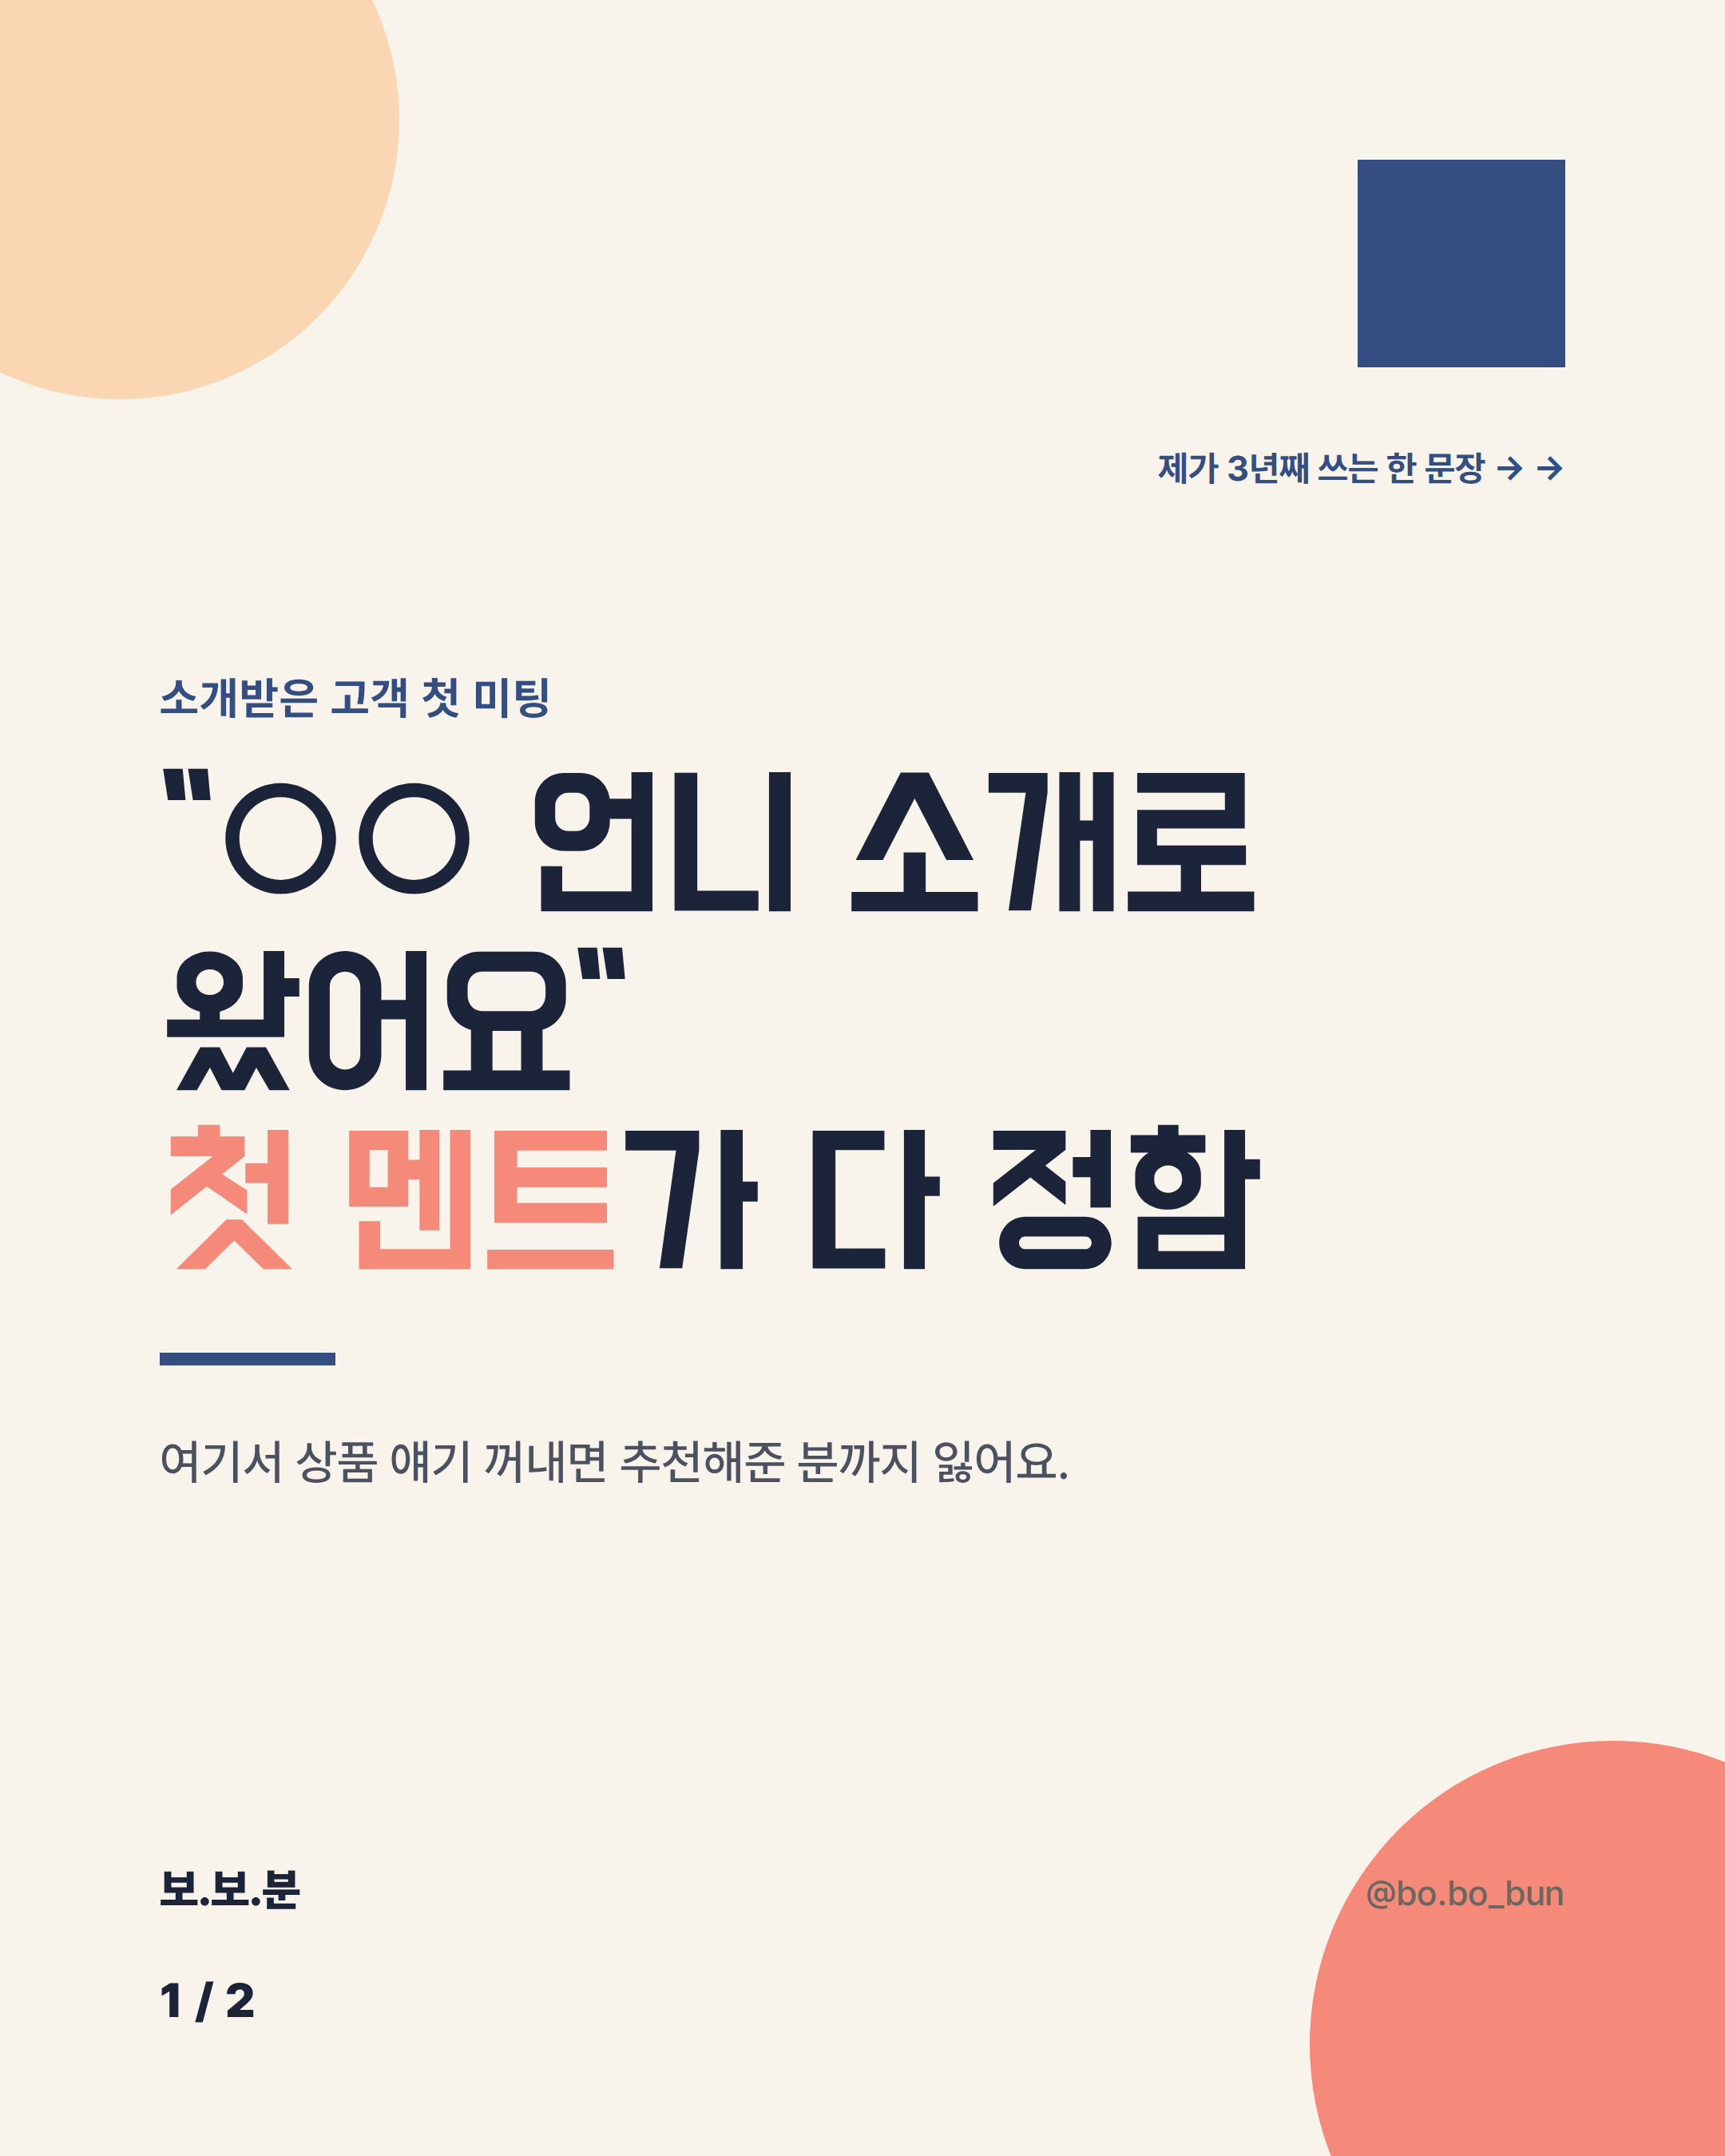 제가 3년째 쓰는 한 문장 → →
소개받은 고객 첫 미팅
"○○ 언니 소개로
왔어요"
첫 멘트가 다 정함
여기서 상품 얘기 꺼내면 추천해준 분까지 잃어요.
보.보.분
@bo.bo_bun
1 / 2